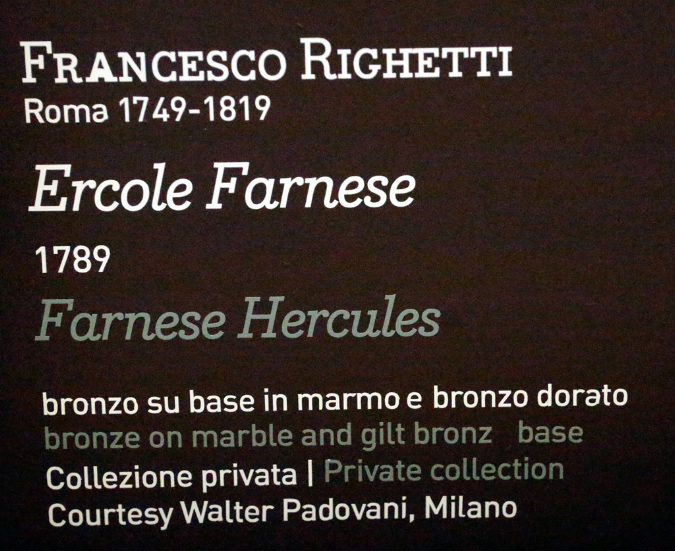 FRANCESCO RIGHETTI
Roma 1749-1819
Ercole Farnese
1789
Farnese Hercules
bronzo su base in marmo e bronzo dorato
bronze on marble and gilt bronz base
Collezione privata | Private collection
Courtesy Walter Padovani, Milano